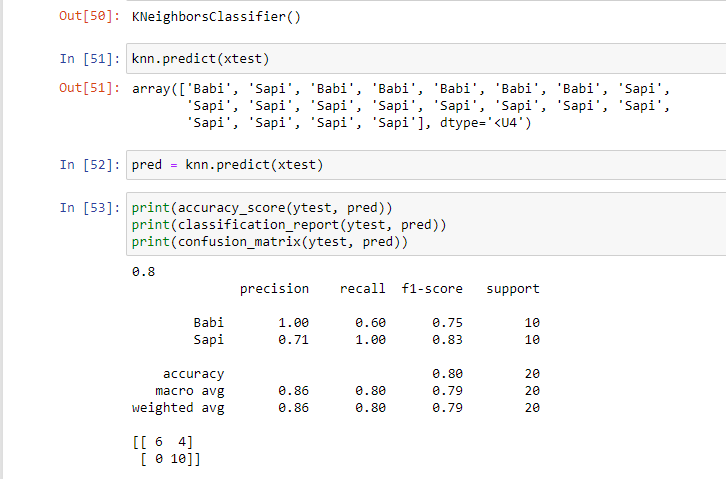 Out[50]: KNeighborsClassifier()
In [51]: knn.predict(xtest)
Out[51]: array(['Babi', 'Sapi', 'Babi', 'Babi', 'Babi', 'Babi', 'Babi', 'Sapi',
'Sapi', 'Sapi', 'Sapi', 'Sapi', 'Sapi', 'Sapi', 'Sapi', 'Sapi',
'Sapi', 'Sapi', 'Sapi', 'Sapi'], dtype='<U4')
In [52]: pred = knn.predict(xtest)
In [53]: print(accuracy_score(ytest, pred))
print(classification_report(ytest, pred))
print(confusion_matrix(ytest, pred))
0.8
precision recall f1-score support
Babi 1.00 0.60 0.75 10
Sapi 0.71 1.00 0.83 10
accuracy 0.80 20
macro avg 0.86 0.80 0.79 20
weighted avg 0.86 0.80 0.79 20
[[ 6 4]
[ 0 10]]